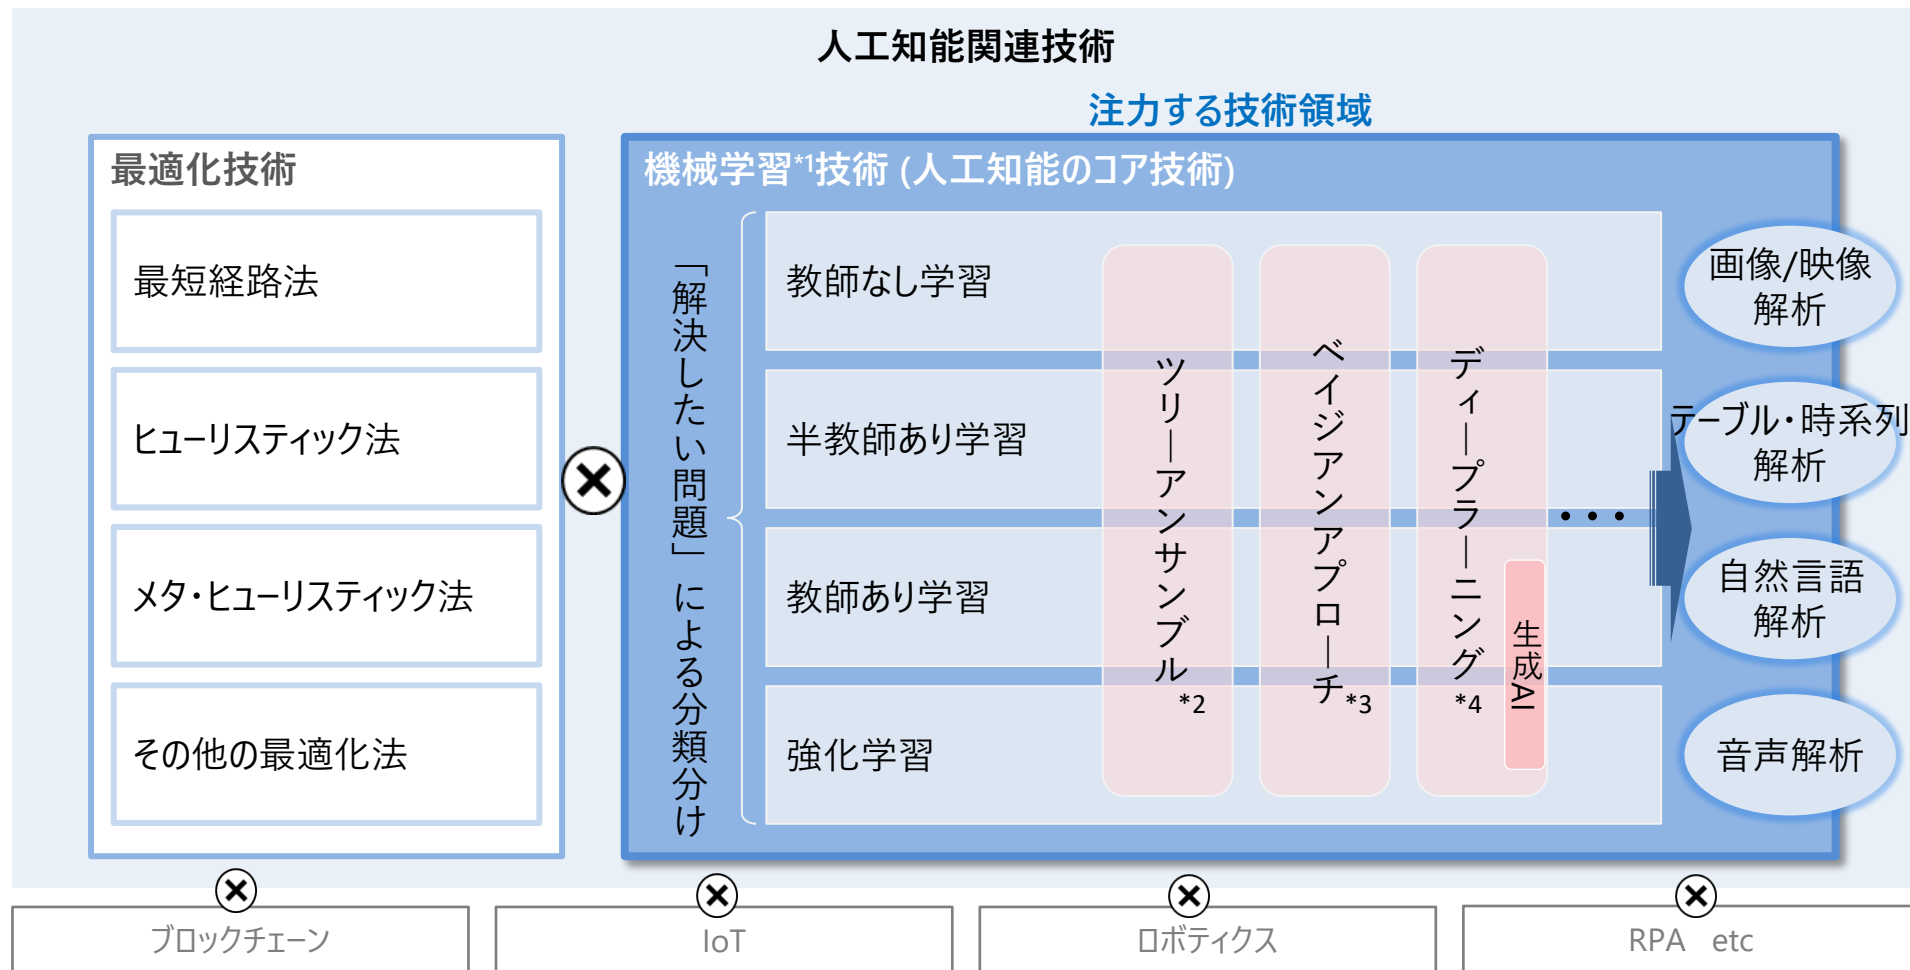 人工知能関連技術
注力する技術領域
最適化技術
最短経路法
ヒューリスティック法
メタ・ヒューリスティック法
その他の最適化法
機械学習*1技術 (人工知能のコア技術)
「解決したい問題」による分類分け
教師なし学習
半教師あり学習
教師あり学習
強化学習
ツリーアンサンブル*2
ベイジアンアプローチ*3
ディープラーニング*4
生成AI
・・・
画像/映像
解析
テーブル・時系列
解析
自然言語
解析
音声解析
ブロックチェーン
IoT
ロボティクス
RPA etc